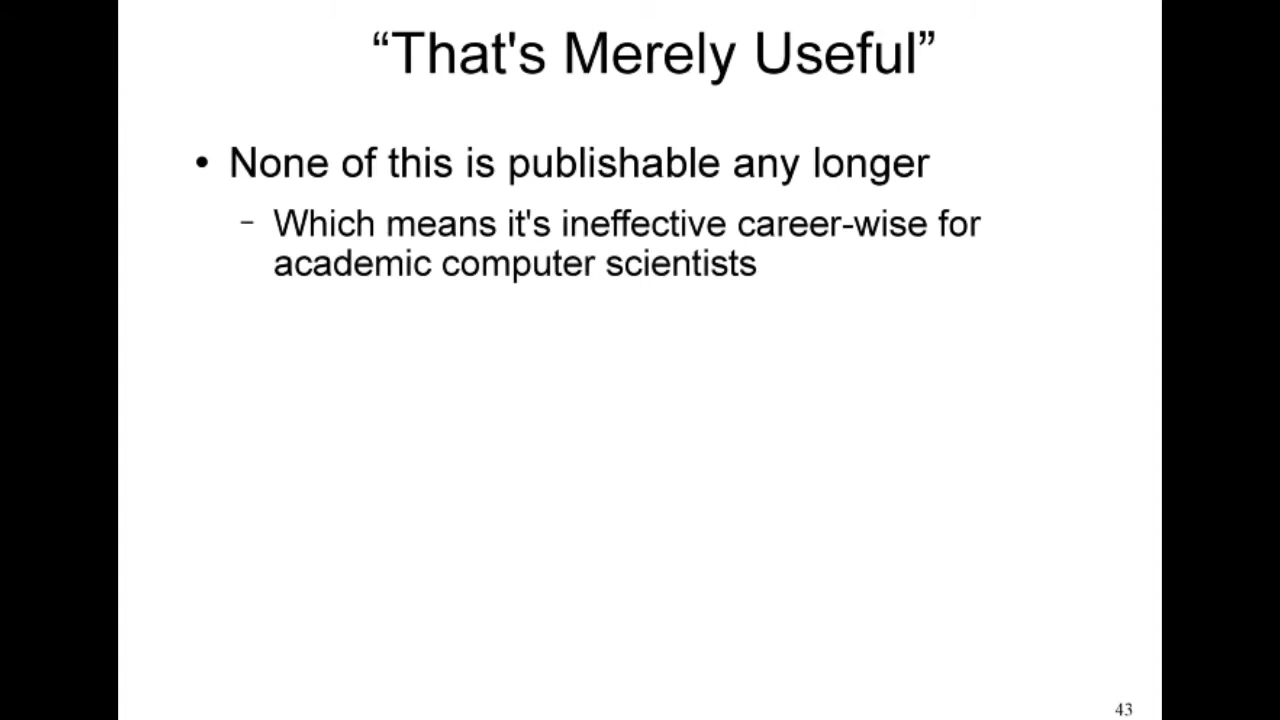 “That's Merely Useful”
• None of this is publishable any longer
– Which means it's ineffective career-wise for
academic computer scientists
43